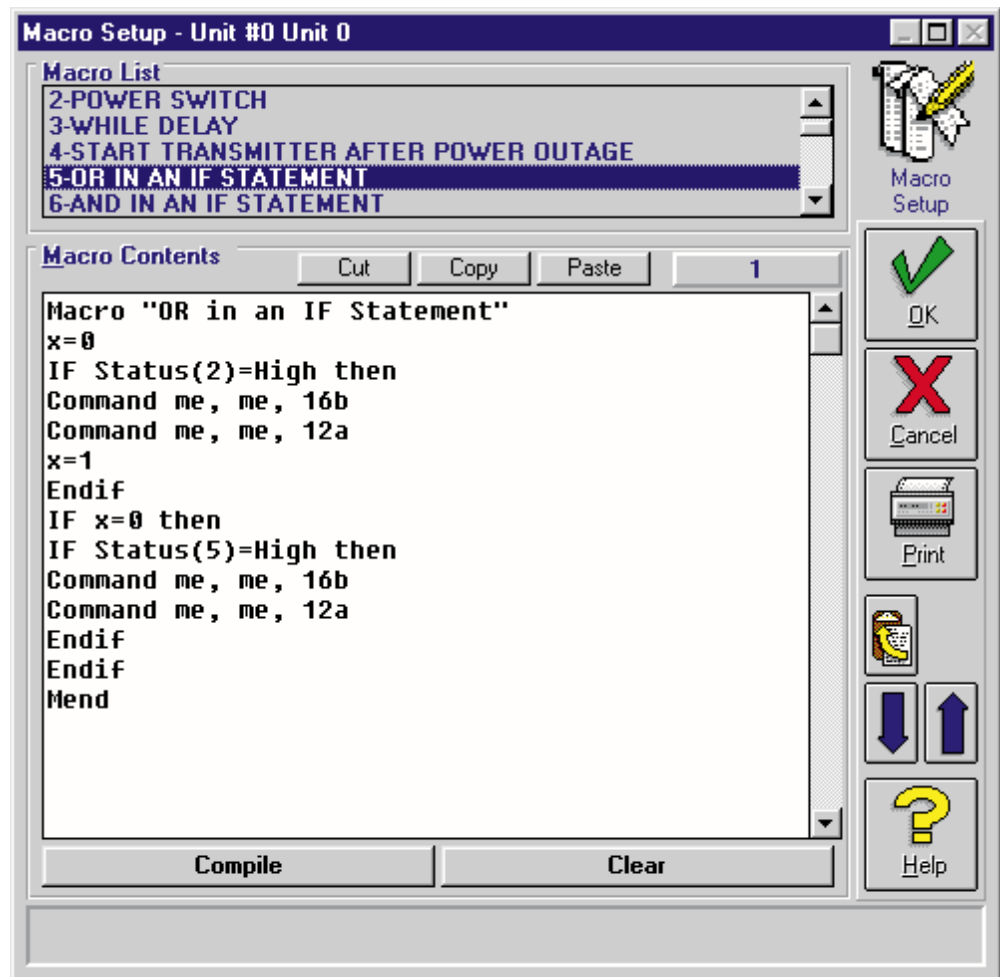 Macro Setup - Unit #0 Unit 0
Macro List
2-POWER SWITCH
3-WHILE DELAY
4-START TRANSMITTER AFTER POWER OUTAGE
5-OR IN AN IF STATEMENT
6-AND IN AN IF STATEMENT
Macro
Setup
Macro Contents
Cut
Copy
Paste
1
Macro "OR in an IF Statement"
x=0
IF Status(2)=High then
Command me, me, 16b
Command me, me, 12a
x=1
Endif
IF x=0 then
IF Status(5)=High then
Command me, me, 16b
Command me, me, 12a
Endif
Endif
Mend
Compile
Clear
OK
Cancel
Print
Help